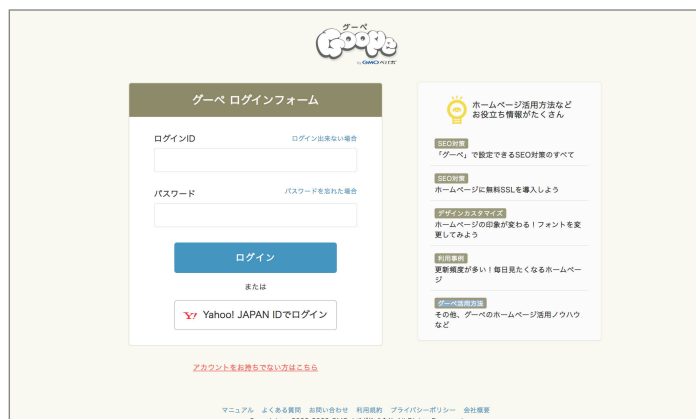 グーペ
Goope
by GMOペパボ
グーペ ログインフォーム
ログインID
ログイン出来ない場合
パスワード
パスワードを忘れた場合
ログイン
または
Yahoo! JAPAN IDでログイン
アカウントをお持ちでない方はこちら
ホームページ活用方法など
お役立ち情報がたくさん
SEO対策
「グーペ」で設定できるSEO対策のすべて
SEO対策
ホームページに無料SSLを導入しよう
デザインカスタマイズ
ホームページの印象が変わる！フォントを変
更してみよう
利用事例
更新頻度が多い！毎日見たくなるホームペー
ジ
グーペ活用方法
その他、グーペのホームページ活用ノウハウ
など
マニュアル よくある質問 お問い合わせ 利用規約 プライバシーポリシー 会社概要